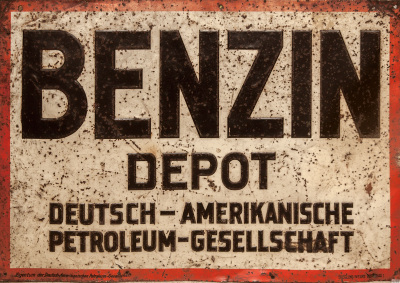 BENZIN
DEPOT
DEUTSCH–AMERIKANISCHE
PETROLEUM-GESELLSCHAFT